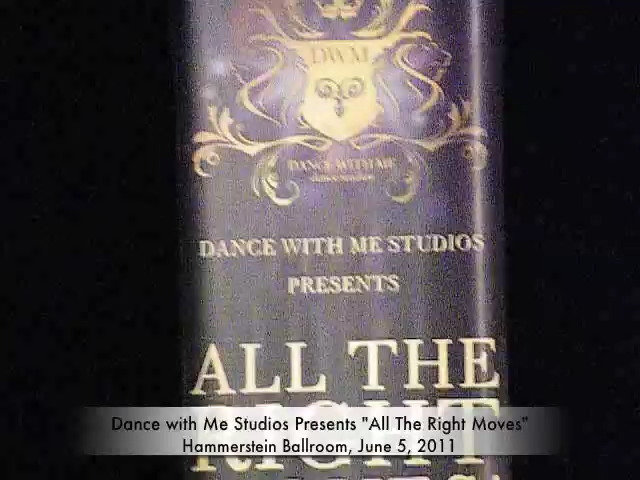 DWM
DANCE WITH ME
DANCE WITH ME STUDIOS
PRESENTS
ALL THE
RIGHT
Dance with Me Studios Presents "All The Right Moves"
Hammerstein Ballroom, June 5, 2011